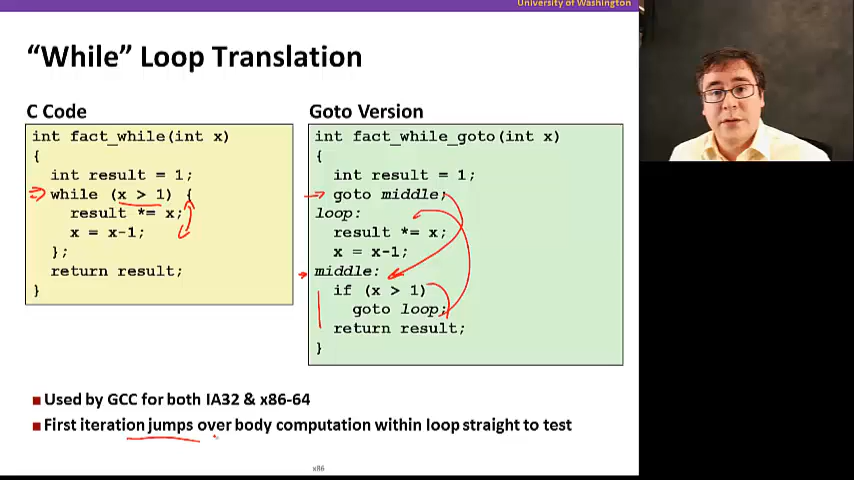 University of Washington
“While” Loop Translation
C Code
int fact_while(int x)
{
int result = 1;
while (x > 1) {
result *= x;
x = x-1;
};
return result;
}
Goto Version
int fact_while_goto(int x)
{
int result = 1;
goto middle;
loop:
result *= x;
x = x-1;
middle:
if (x > 1)
goto loop;
return result;
}
■ Used by GCC for both IA32 & x86-64
■ First iteration jumps over body computation within loop straight to test
x86